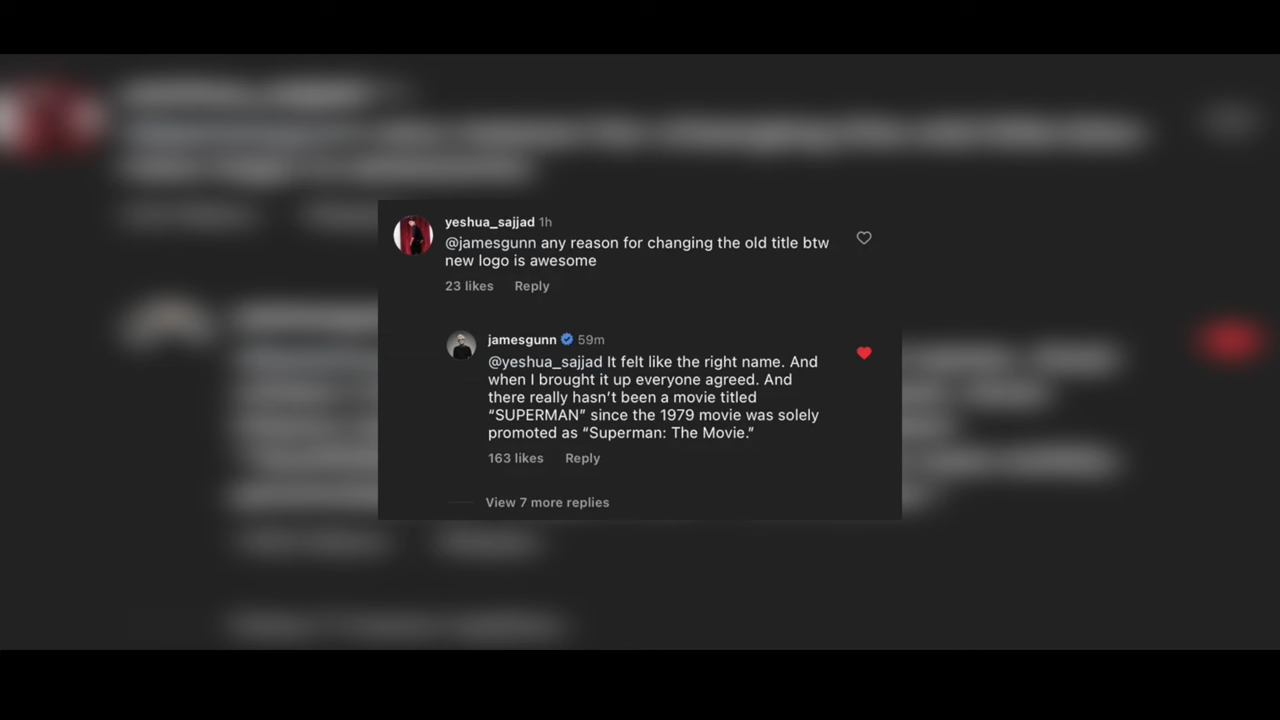 yeshua_sajjad 1h
@jamesgunn any reason for changing the old title btw
new logo is awesome
23 likes Reply
jamesgunn 59m
@yeshua_sajjad It felt like the right name. And
when I brought it up everyone agreed. And
there really hasn’t been a movie titled
“SUPERMAN” since the 1979 movie was solely
promoted as “Superman: The Movie.”
163 likes Reply
View 7 more replies